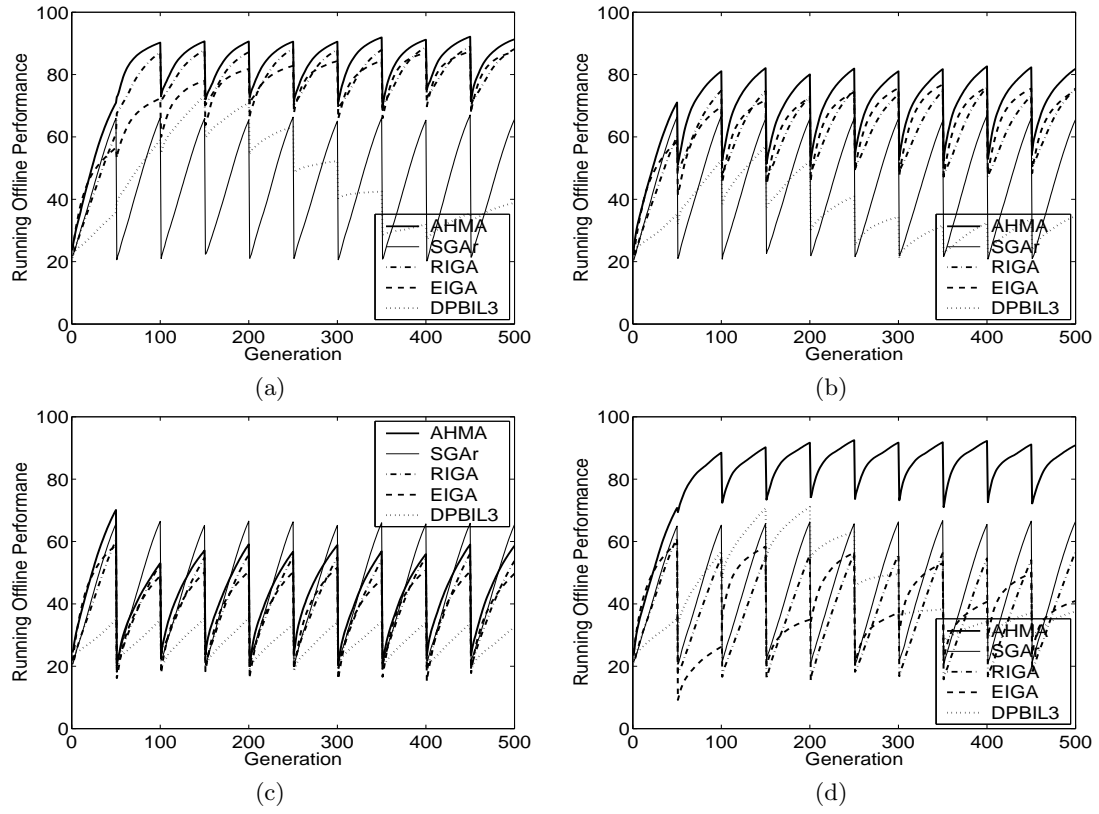 100
80
60
40
20
0
Running Offline Performance
AHMA
SGAr
RIGA
EIGA
DPBIL3
0 100 200 300 400 500
Generation
(a)
100
80
60
40
20
0
Running Offline Performance
AHMA
SGAr
RIGA
EIGA
DPBIL3
0 100 200 300 400 500
Generation
(b)
100
80
60
40
20
0
Running Offline Performane
AHMA
SGAr
RIGA
EIGA
DPBIL3
0 100 200 300 400 500
Generation
(c)
100
80
60
40
20
0
Running Offline Performance
AHMA
SGAr
RIGA
EIGA
DPBIL3
0 100 200 300 400 500
Generation
(d)